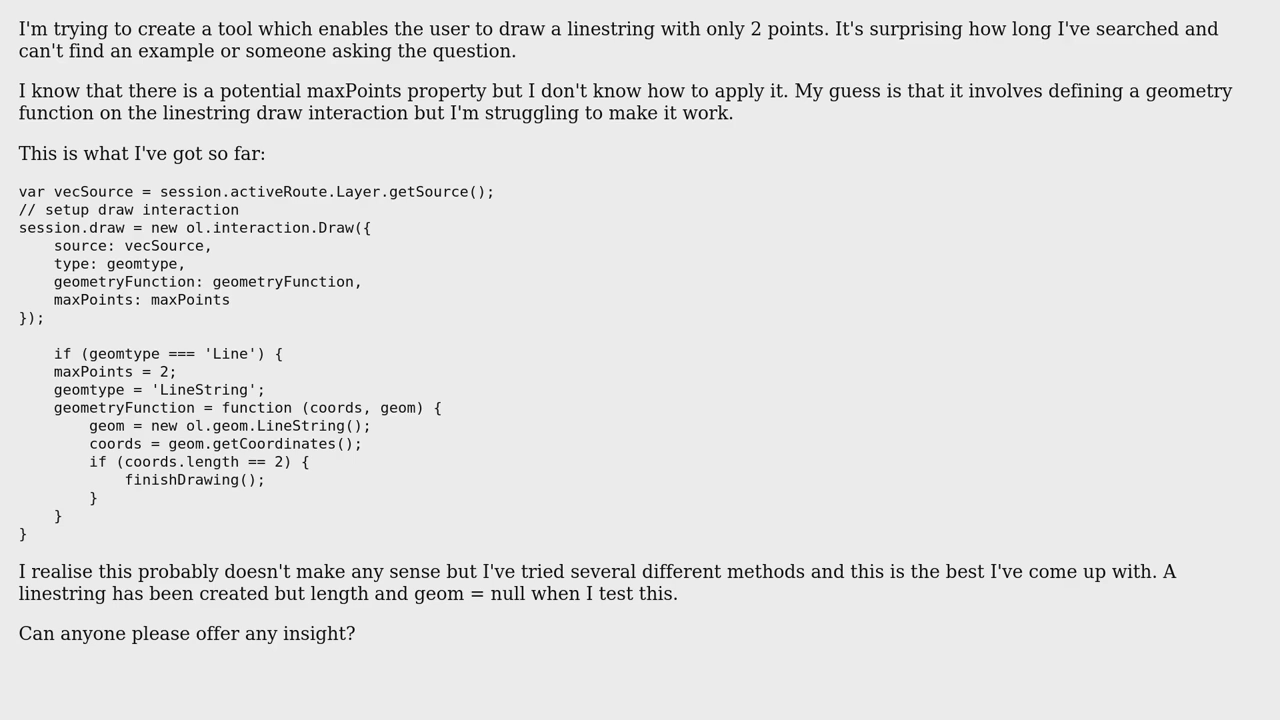 I'm trying to create a tool which enables the user to draw a linestring with only 2 points. It's surprising how long I've searched and
can't find an example or someone asking the question.
I know that there is a potential maxPoints property but I don't know how to apply it. My guess is that it involves defining a geometry
function on the linestring draw interaction but I'm struggling to make it work.
This is what I've got so far:
var vecSource = session.activeRoute.Layer.getSource();
// setup draw interaction
session.draw = new ol.interaction.Draw({
    source: vecSource,
    type: geomtype,
    geometryFunction: geometryFunction,
    maxPoints: maxPoints
});
    if (geomtype === 'Line') {
    maxPoints = 2;
    geomtype = 'LineString';
    geometryFunction = function (coords, geom) {
        geom = new ol.geom.LineString();
        coords = geom.getCoordinates();
        if (coords.length == 2) {
            finishDrawing();
        }
    }
}
I realise this probably doesn't make any sense but I've tried several different methods and this is the best I've come up with. A
linestring has been created but length and geom = null when I test this.
Can anyone please offer any insight?